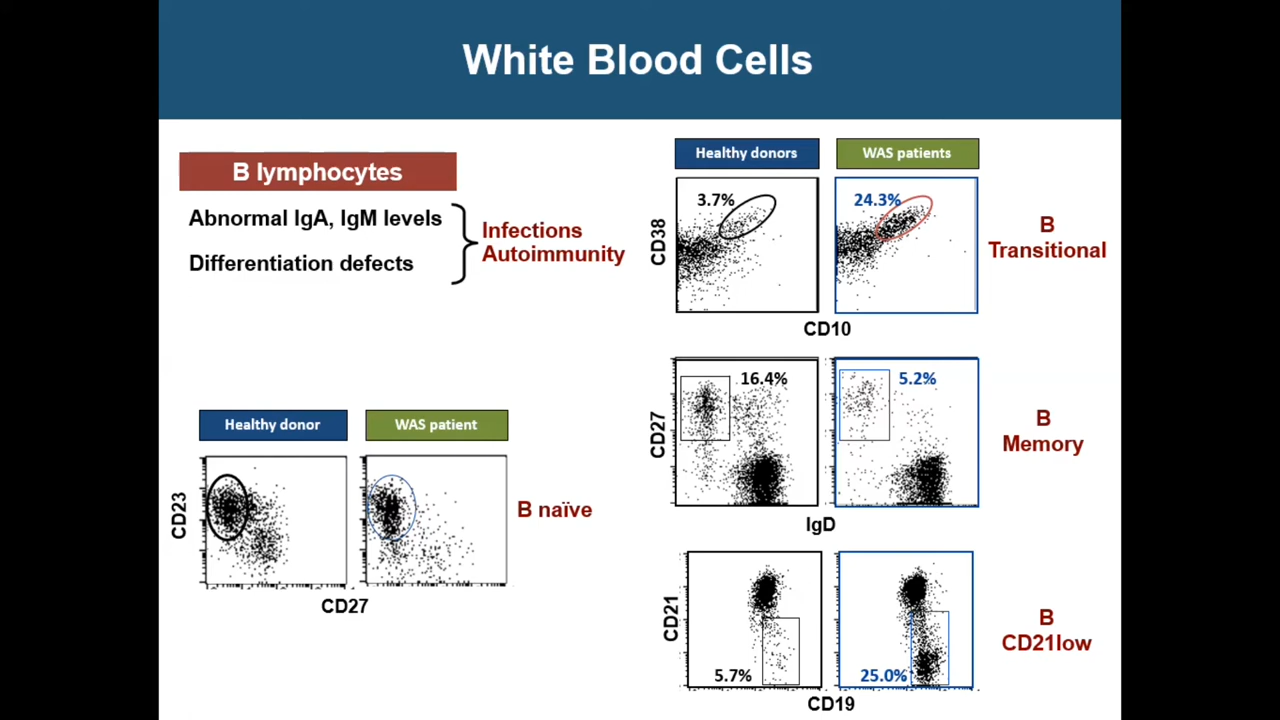 White Blood Cells
B lymphocytes
Abnormal IgA, IgM levels
Differentiation defects
Infections
Autoimmunity
Healthy donors
WAS patients
3.7%
24.3%
CD38
CD10
B
Transitional
16.4%
5.2%
CD27
IgD
B
Memory
Healthy donor
WAS patient
CD23
CD27
B naïve
5.7%
25.0%
CD21
CD19
B
CD21low